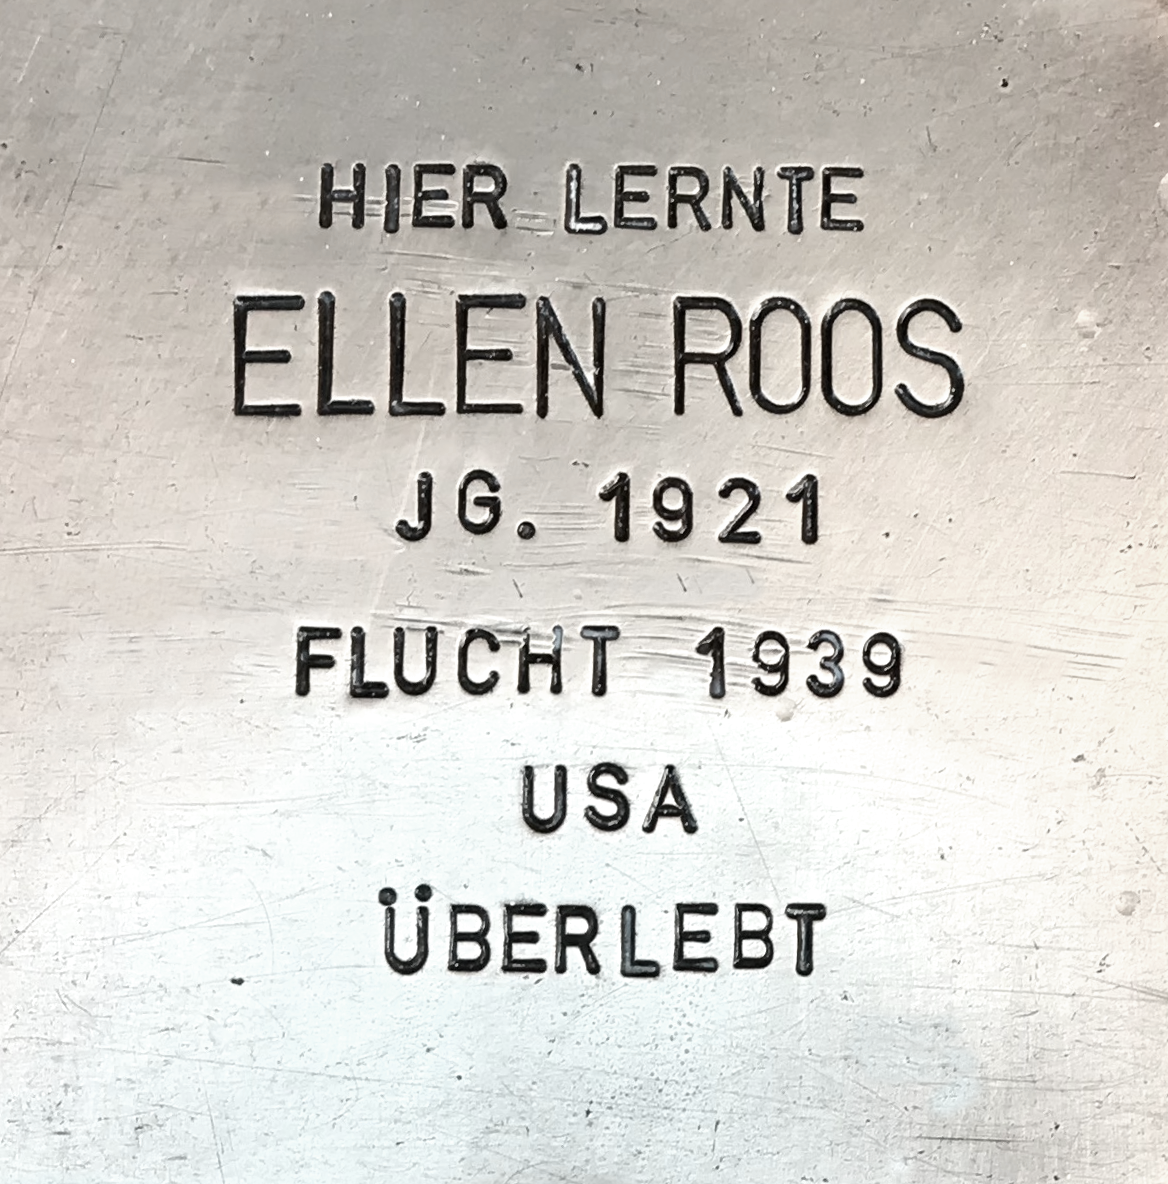 HIER LERNTE
ELLEN ROOS
JG. 1921
FLUCHT 1939
USA
ÜBERLEBT